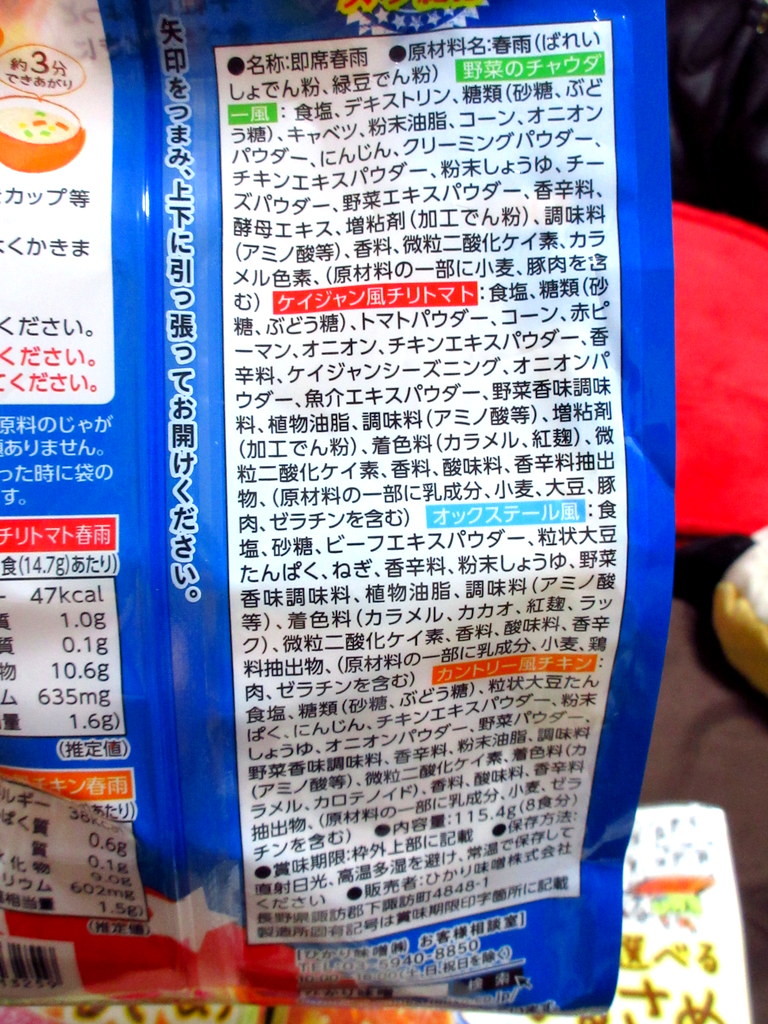 約3分
できあがり
カップ等
くかきま
ください。
ください。
てください。
原料のじゃが
ありません。
った時に袋の
す。
チリトマト春雨
食(14.7g)あたり)
47kcal
質 1.0g
質 0.1g
物 10.6g
ム 635mg
量 1.6g)
(推定値)
チキン春雨
あたり)
ルギー
ぱく質 0.6g
質 0.1g
化物 9.0g
リウム 602mg
相当量 1.5g)
(推定値)
矢印をつまみ、上下に引っ張ってお開けください。
●名称:即席春雨 ●原材料名:春雨(ばれい
しょでん粉、緑豆でん粉) 野菜のチャウダ
ー風:食塩、デキストリン、糖類(砂糖、ぶど
う糖)、キャベツ、粉末油脂、コーン、オニオン
パウダー、にんじん、クリーミングパウダー、
チキンエキスパウダー、粉末しょうゆ、チー
ズパウダー、野菜エキスパウダー、香辛料、
酵母エキス、増粘剤(加工でん粉)、調味料
(アミノ酸等)、香料、微粒二酸化ケイ素、カラ
メル色素、(原材料の一部に小麦、豚肉を含
む) ケイジャン風チリトマト:食塩、糖類(砂
糖、ぶどう糖)、トマトパウダー、コーン、赤ピ
ーマン、オニオン、チキンエキスパウダー、香
辛料、ケイジャンシーズニング、オニオンパ
ウダー、魚介エキスパウダー、野菜香味調味
料、植物油脂、調味料(アミノ酸等)、増粘剤
(加工でん粉)、着色料(カラメル、紅麹)、微
粒二酸化ケイ素、香料、酸味料、香辛料抽出
物、(原材料の一部に乳成分、小麦、大豆、豚
肉、ゼラチンを含む) オックステール風:食
塩、砂糖、ビーフエキスパウダー、粒状大豆
たんぱく、ねぎ、香辛料、粉末しょうゆ、野菜
香味調味料、植物油脂、調味料(アミノ酸
等)、着色料(カラメル、カカオ、紅麹、ラッ
ク)、微粒二酸化ケイ素、香料、酸味料、香辛
料抽出物、(原材料の一部に乳成分、小麦、鶏
肉、ゼラチンを含む) カントリー風チキン:
食塩、糖類(砂糖、ぶどう糖)、粒状大豆たん
ぱく、にんじん、チキンエキスパウダー、粉末
しょうゆ、オニオンパウダー、野菜パウダー、
野菜香味調味料、香辛料、粉末油脂、調味料
(アミノ酸等)、微粒二酸化ケイ素、着色料(カ
ラメル、カロテノイド)、香料、酸味料、香辛料
抽出物、(原材料の一部に乳成分、小麦、ゼラ
チンを含む) ●内容量:115.4g(8食分)
●賞味期限:枠外上部に記載 ●保存方法:
直射日光、高温多湿を避け、常温で保存して
ください ●販売者:ひかり味噌株式会社
長野県諏訪郡下諏訪町4848-1
製造所固有記号は賞味期限印字箇所に記載
ひかり味噌㈱ お客様相談室]
5940-8850
(土・日・祝日を除く)
検索
選べる